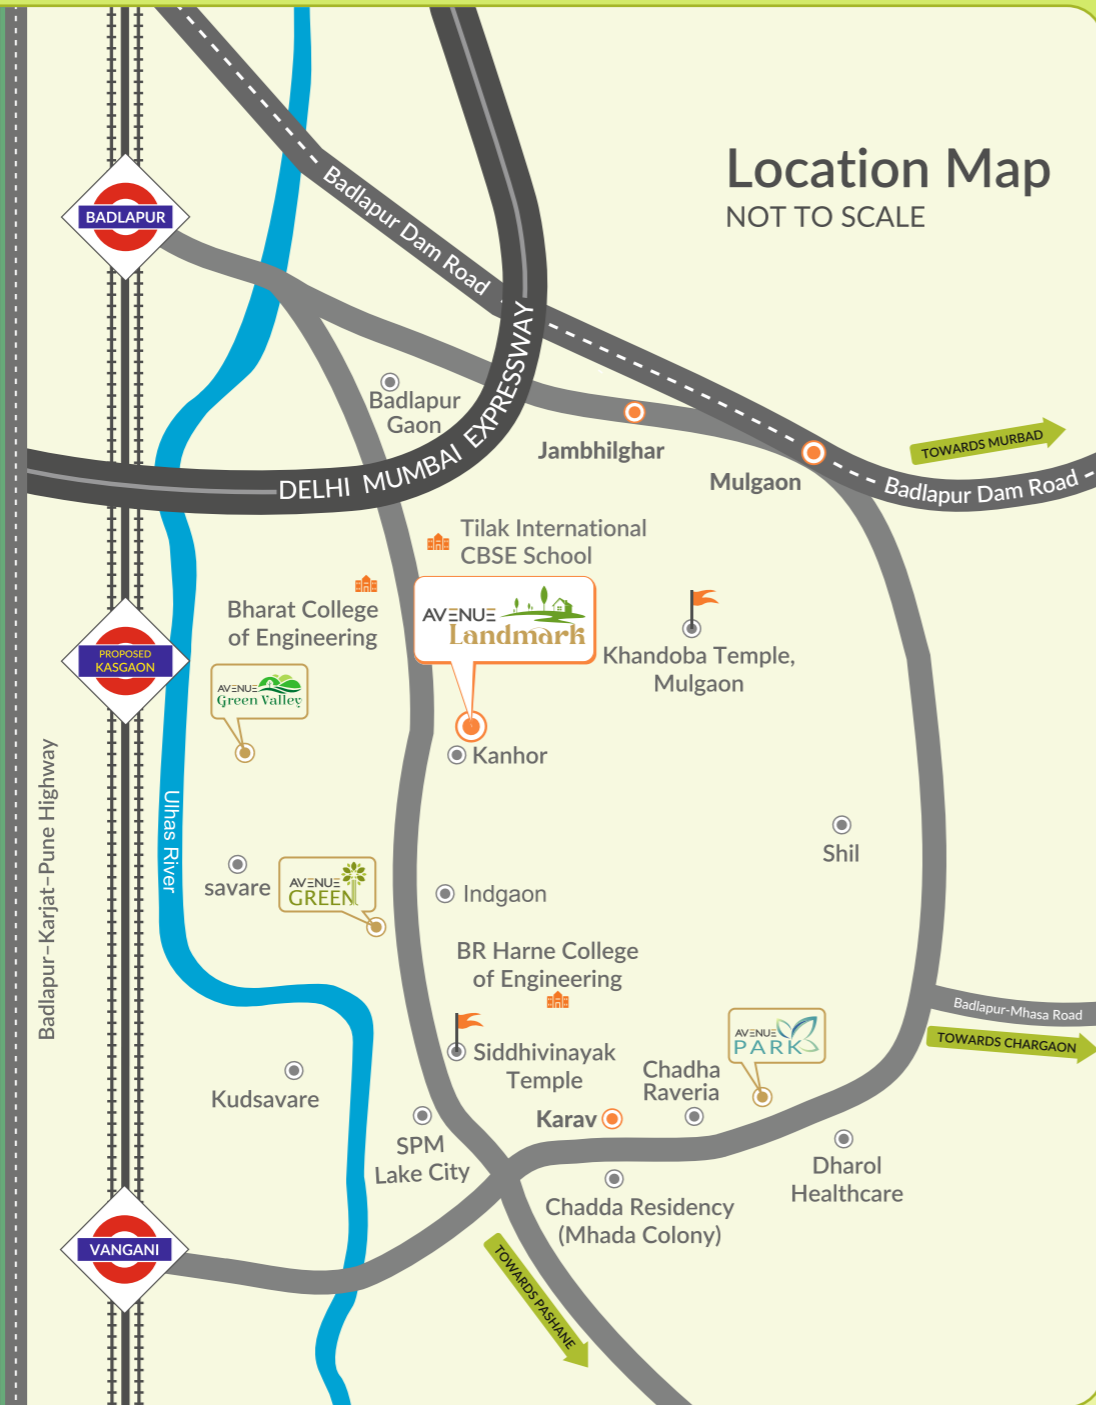 Location Map
NOT TO SCALE
Badlapur Dam Road
BADLAPUR
DELHI MUMBAI EXPRESSWAY
Badlapur
Gaon
Jambhilghar
Mulgaon
TOWARDS MURBAD
Badlapur Dam Road
Tilak International
CBSE School
Bharat College
of Engineering
AVENUE
Landmark
Khandoba Temple,
Mulgaon
PROPOSED
KASGAON
AVENUE
Green Valley
Kanhor
Badlapur-Karjat-Pune Highway
Ulhas River
Shil
savare
AVENUE
GREEN
Indgaon
BR Harne College
of Engineering
Badlapur-Mhasa Road
TOWARDS CHARGAON
AVENUE
PARK
Siddhivinayak
Temple
Chadha
Raveria
Kudsavare
Karav
SPM
Lake City
Dharol
Healthcare
Chadda Residency
(Mhada Colony)
VANGANI
TOWARDS PASHANE